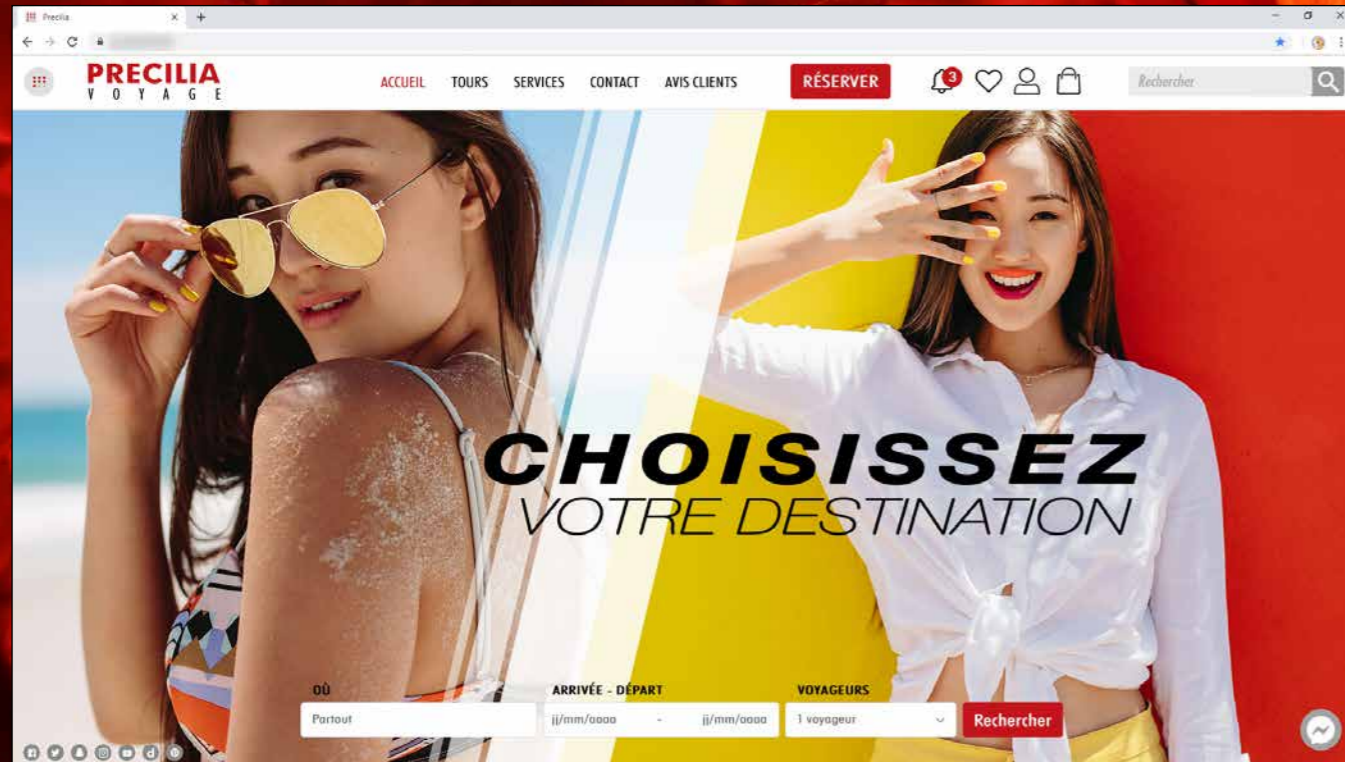 Precilia
PRECILIA
VOYAGE
ACCUEIL
TOURS
SERVICES
CONTACT
AVIS CLIENTS
RÉSERVER
3
Rechercher
CHOISISSEZ
VOTRE DESTINATION
OÙ
ARRIVÉE - DÉPART
VOYAGEURS
Partout
jj/mm/aaaa - jj/mm/aaaa
1 voyageur
Rechercher